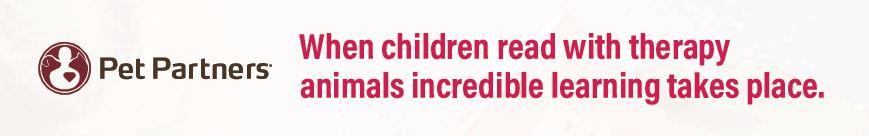 Pet Partners
When children read with therapy
animals incredible learning takes place.